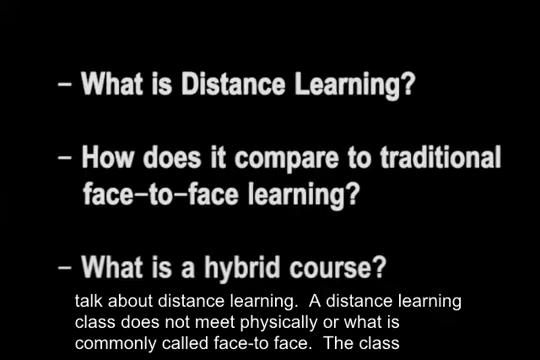 – What is Distance Learning?
– How does it compare to traditional
face–to–face learning?
– What is a hybrid course?
talk about distance learning.  A distance learning
class does not meet physically or what is
commonly called face-to face.  The class